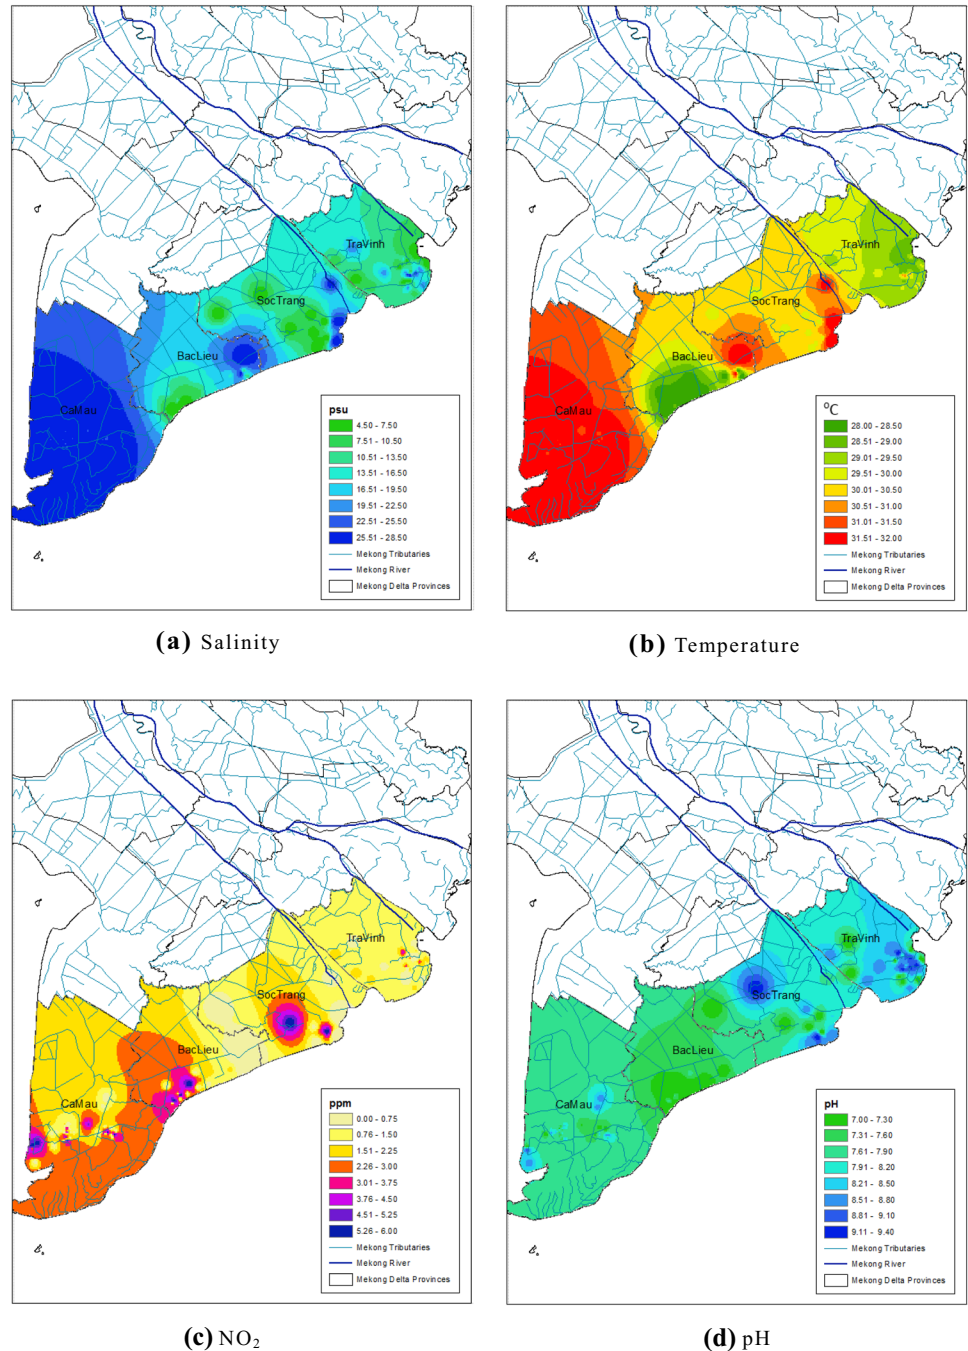 TraVinh
SocTrang
BacLieu
CaMau
psu
4.50 - 7.50
7.51 - 10.50
10.51 - 13.50
13.51 - 16.50
16.51 - 19.50
19.51 - 22.50
22.51 - 25.50
25.51 - 28.50
Mekong Tributaries
Mekong River
Mekong Delta Provinces
(a) Salinity
TraVinh
SocTrang
BacLieu
CaMau
°C
28.00 - 28.50
28.51 - 29.00
29.01 - 29.50
29.51 - 30.00
30.01 - 30.50
30.51 - 31.00
31.01 - 31.50
31.51 - 32.00
Mekong Tributaries
Mekong River
Mekong Delta Provinces
(b) Temperature
TraVinh
SocTrang
BacLieu
CaMau
ppm
0.00 - 0.75
0.76 - 1.50
1.51 - 2.25
2.26 - 3.00
3.01 - 3.75
3.76 - 4.50
4.51 - 5.25
5.26 - 6.00
Mekong Tributaries
Mekong River
Mekong Delta Provinces
(c) NO₂
TraVinh
SocTrang
BacLieu
CaMau
pH
7.00 - 7.30
7.31 - 7.60
7.61 - 7.90
7.91 - 8.20
8.21 - 8.50
8.51 - 8.80
8.81 - 9.10
9.11 - 9.40
Mekong Tributaries
Mekong River
Mekong Delta Provinces
(d) pH